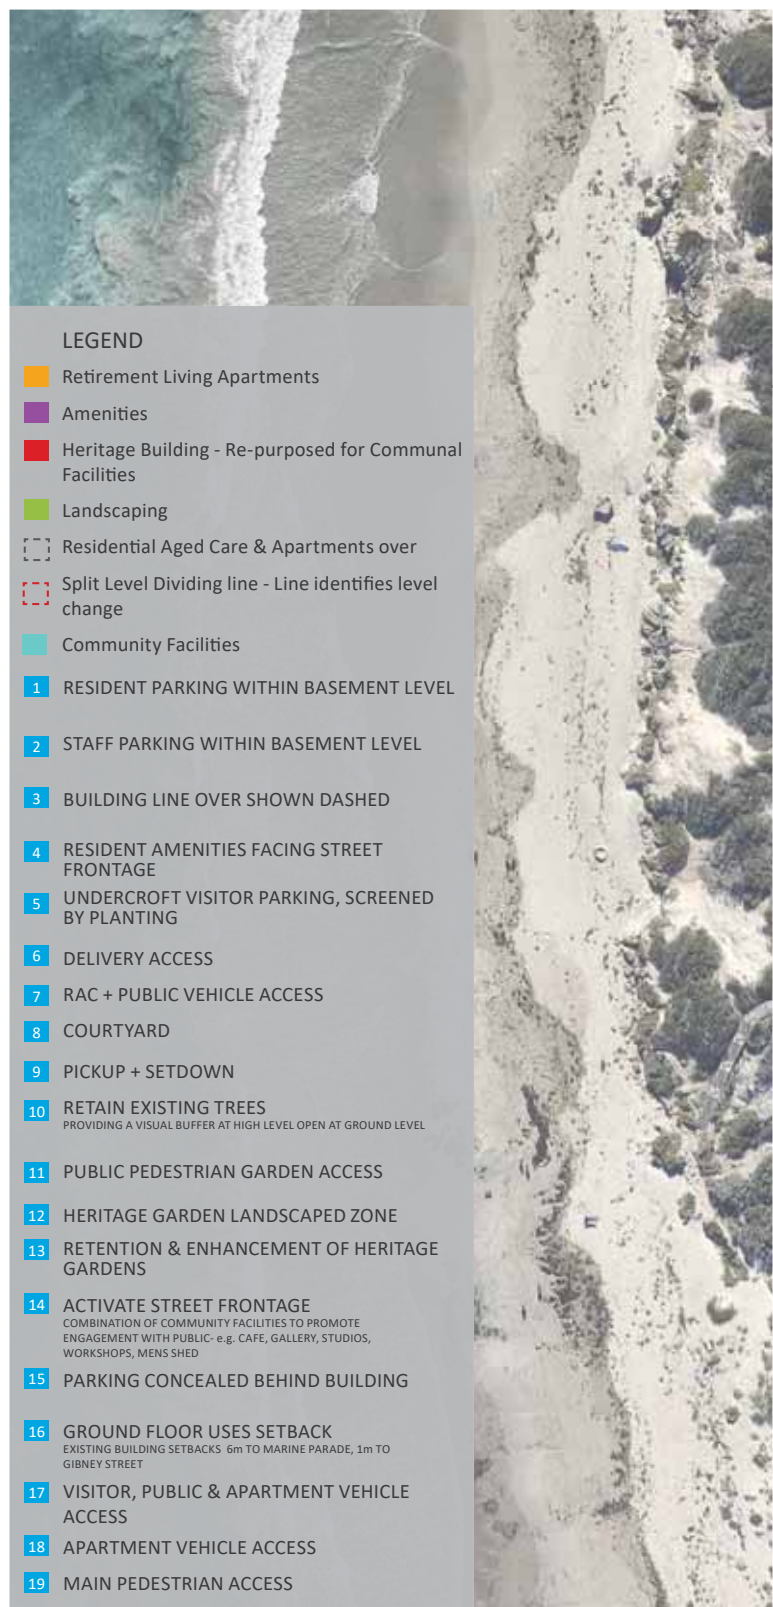 LEGEND
Retirement Living Apartments
Amenities
Heritage Building - Re-purposed for Communal
Facilities
Landscaping
Residential Aged Care & Apartments over
Split Level Dividing line - Line identifies level
change
Community Facilities
1 RESIDENT PARKING WITHIN BASEMENT LEVEL
2 STAFF PARKING WITHIN BASEMENT LEVEL
3 BUILDING LINE OVER SHOWN DASHED
4 RESIDENT AMENITIES FACING STREET
FRONTAGE
5 UNDERCROFT VISITOR PARKING, SCREENED
BY PLANTING
6 DELIVERY ACCESS
7 RAC + PUBLIC VEHICLE ACCESS
8 COURTYARD
9 PICKUP + SETDOWN
10 RETAIN EXISTING TREES
PROVIDING A VISUAL BUFFER AT HIGH LEVEL OPEN AT GROUND LEVEL
11 PUBLIC PEDESTRIAN GARDEN ACCESS
12 HERITAGE GARDEN LANDSCAPED ZONE
13 RETENTION & ENHANCEMENT OF HERITAGE
GARDENS
14 ACTIVATE STREET FRONTAGE
COMBINATION OF COMMUNITY FACILITIES TO PROMOTE
ENGAGEMENT WITH PUBLIC- e.g. CAFE, GALLERY, STUDIOS,
WORKSHOPS, MENS SHED
15 PARKING CONCEALED BEHIND BUILDING
16 GROUND FLOOR USES SETBACK
EXISTING BUILDING SETBACKS 6m TO MARINE PARADE, 1m TO
GIBNEY STREET
17 VISITOR, PUBLIC & APARTMENT VEHICLE
ACCESS
18 APARTMENT VEHICLE ACCESS
19 MAIN PEDESTRIAN ACCESS